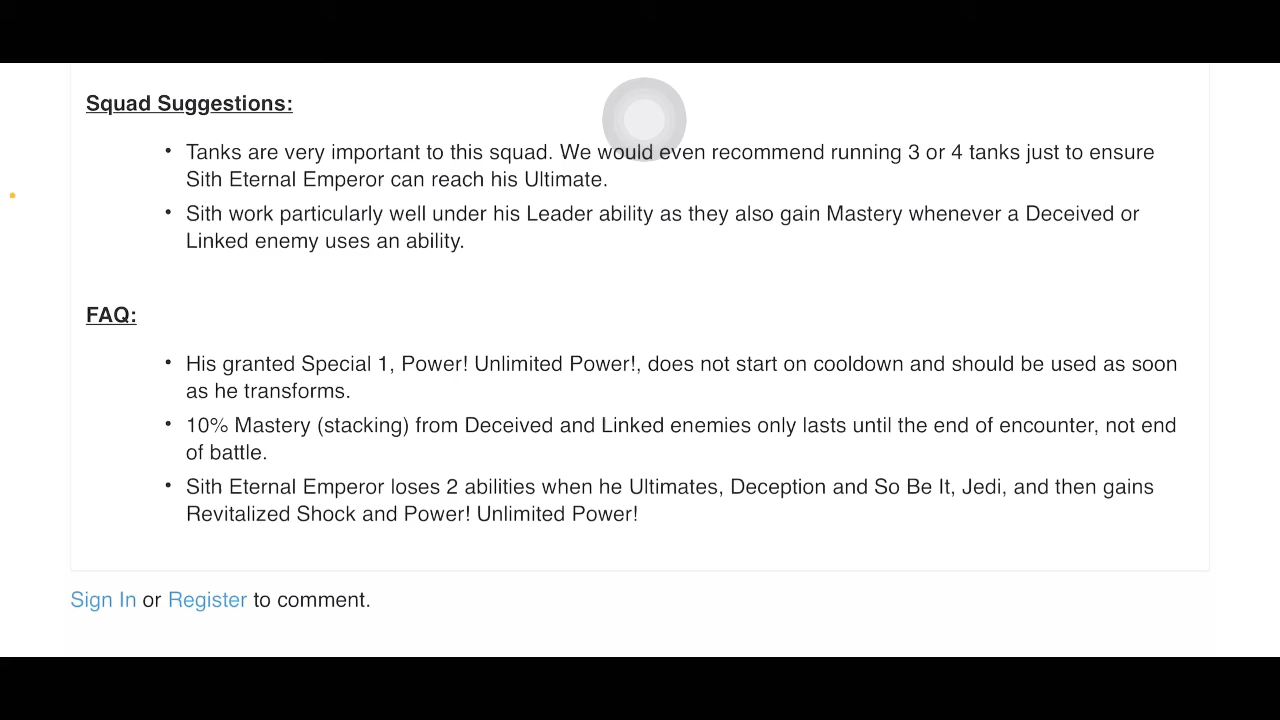 Squad Suggestions:
• Tanks are very important to this squad. We would even recommend running 3 or 4 tanks just to ensure
Sith Eternal Emperor can reach his Ultimate.
• Sith work particularly well under his Leader ability as they also gain Mastery whenever a Deceived or
Linked enemy uses an ability.
FAQ:
• His granted Special 1, Power! Unlimited Power!, does not start on cooldown and should be used as soon
as he transforms.
• 10% Mastery (stacking) from Deceived and Linked enemies only lasts until the end of encounter, not end
of battle.
• Sith Eternal Emperor loses 2 abilities when he Ultimates, Deception and So Be It, Jedi, and then gains
Revitalized Shock and Power! Unlimited Power!
Sign In or Register to comment.